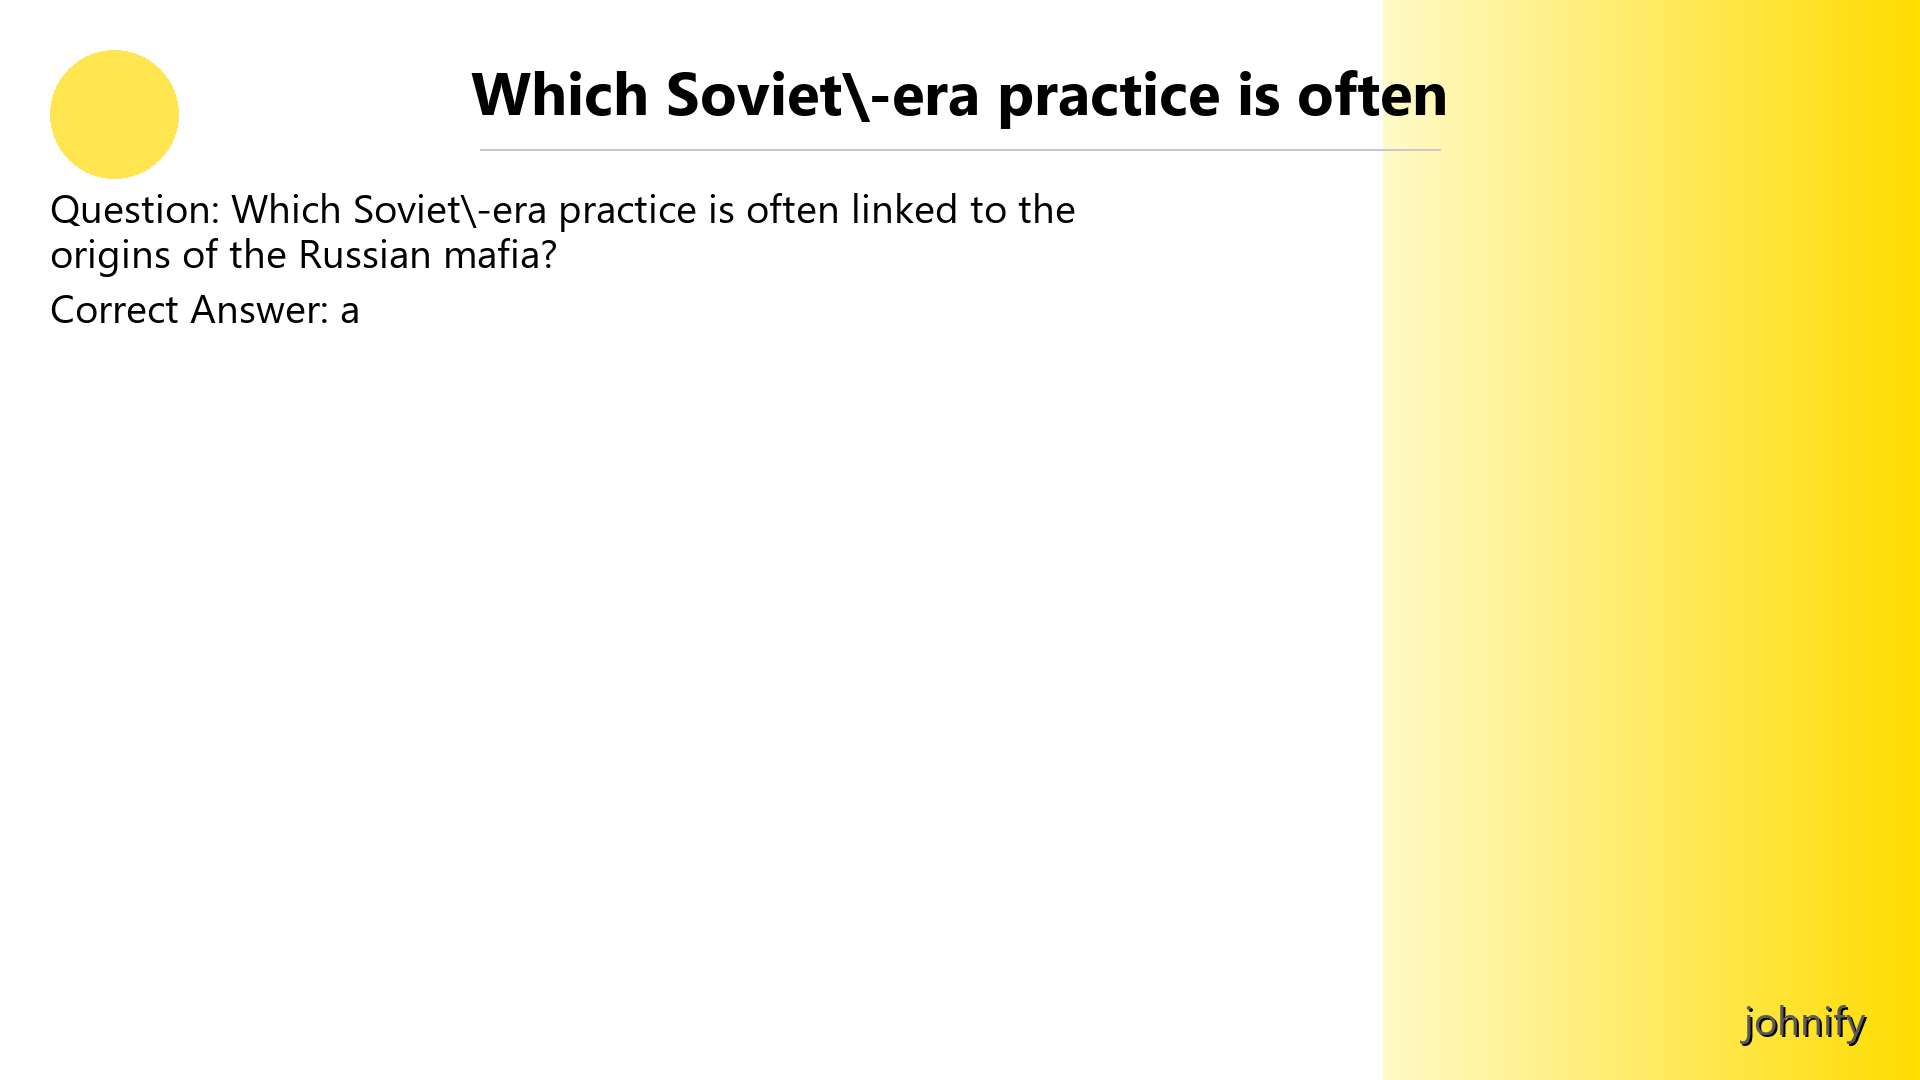 Which Soviet\-era practice is often
Question: Which Soviet\-era practice is often linked to the
origins of the Russian mafia?
Correct Answer: a
johnify